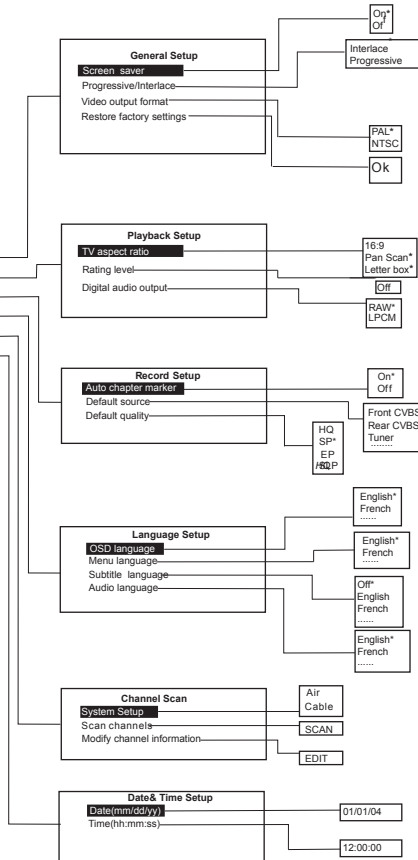 General Setup
Screen saver
Progressive/Interlace
Video output format
Restore factory settings
On*
Off
Interlace
Progressive
PAL*
NTSC
Ok
Playback Setup
TV aspect ratio
Rating level
Digital audio output
16:9
Pan Scan*
Letter box*
Off
RAW*
LPCM
Record Setup
Auto chapter marker
Default source
Default quality
On*
Off
Front CVBS
Rear CVBS
Tuner
........
HQ
SP*
EP
Language Setup
OSD language
Menu language
Subtitle language
Audio language
English*
French
......
English*
French
......
Off*
English
French
......
English*
French
......
Channel Scan
System Setup
Scan channels
Modify channel information
Air
Cable
SCAN
EDIT
Date& Time Setup
Date(mm/dd/yy)
Time(hh:mm:ss)
01/01/04
12:00:00